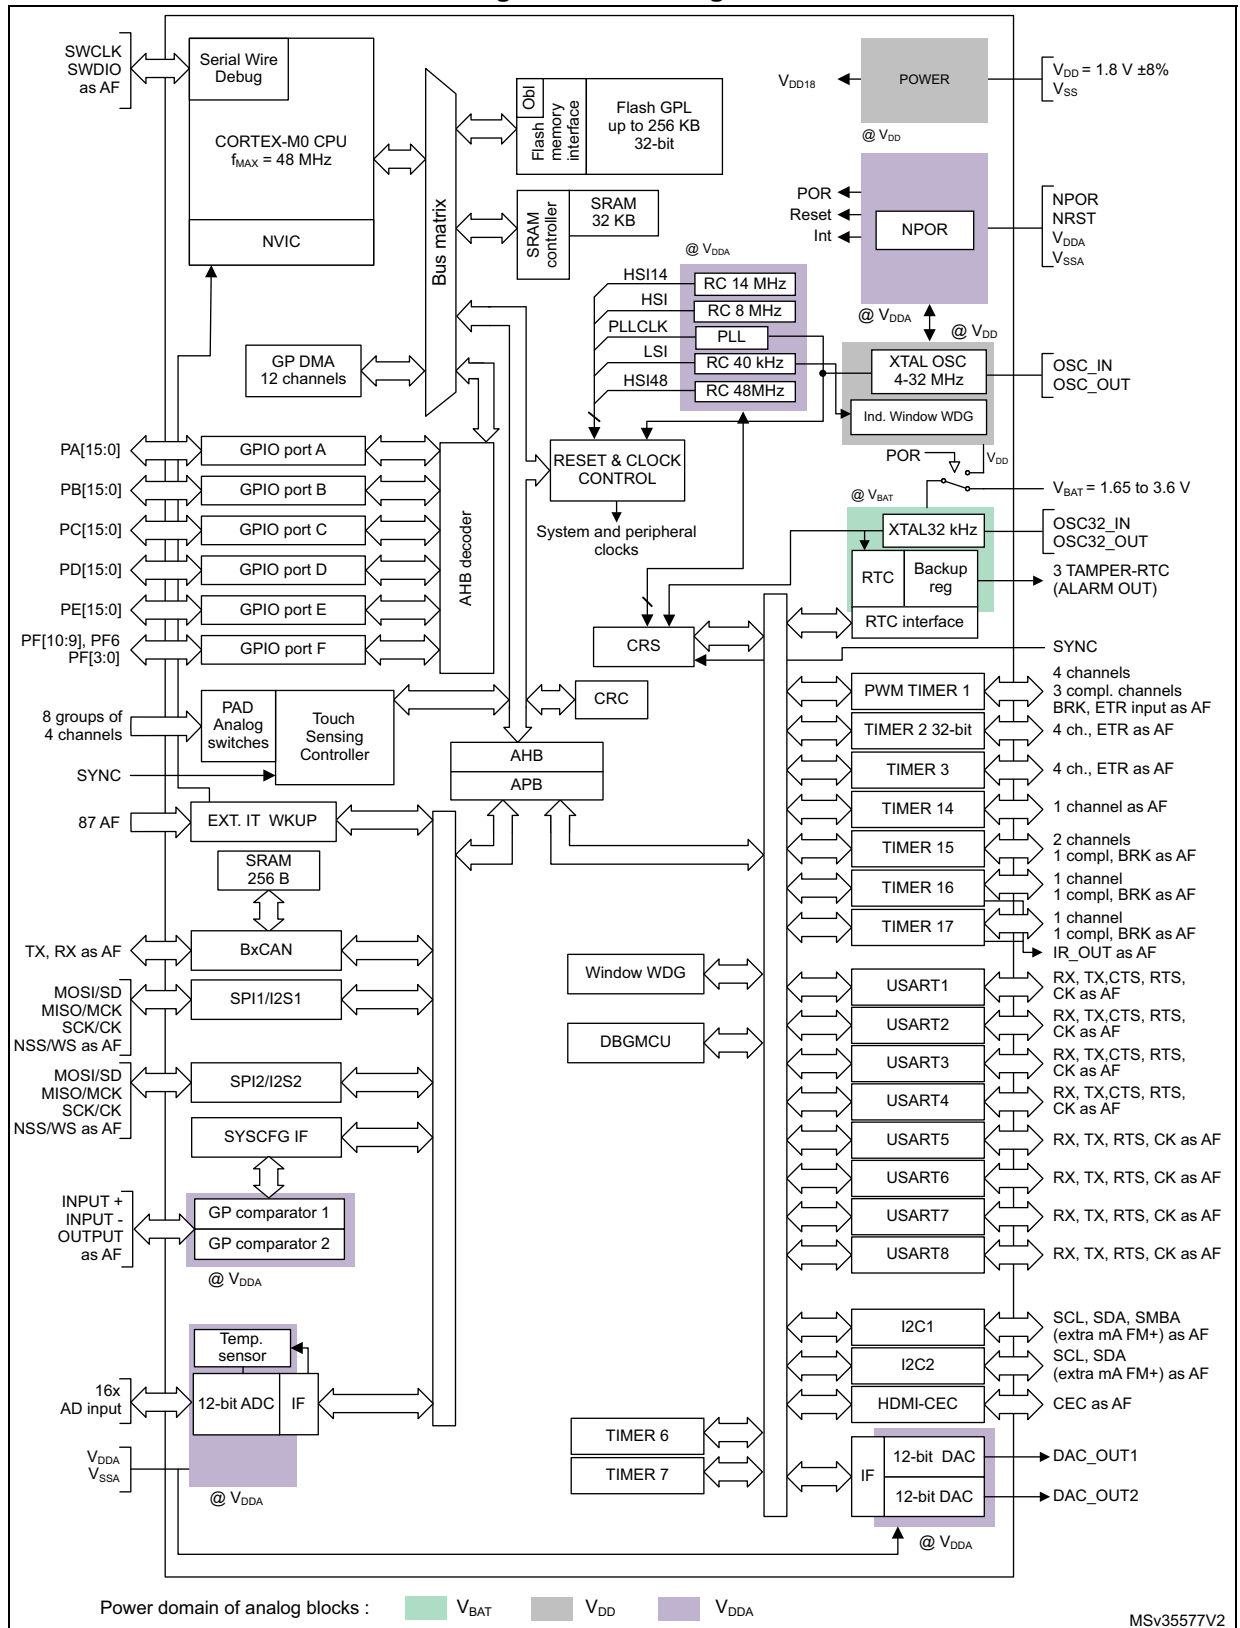 SWCLK
SWDIO
as AF
Serial Wire
Debug
CORTEX-M0 CPU
fMAX = 48 MHz
NVIC
Bus matrix
Obl
Flash
memory
interface
Flash GPL
up to 256 KB
32-bit
SRAM
controller
SRAM
32 KB
VDD18
POWER
VDD = 1.8 V ±8%
VSS
@ VDD
POR
Reset
Int
NPOR
NPOR
NRST
VDDA
VSSA
@ VDDA
HSI14
RC 14 MHz
HSI
RC 8 MHz
PLLCLK
PLL
LSI
RC 40 kHz
HSI48
RC 48MHz
@ VDDA
@ VDD
XTAL OSC
4-32 MHz
OSC_IN
OSC_OUT
Ind. Window WDG
GP DMA
12 channels
PA[15:0]
GPIO port A
PB[15:0]
GPIO port B
PC[15:0]
GPIO port C
PD[15:0]
GPIO port D
PE[15:0]
GPIO port E
PF[10:9], PF6
PF[3:0]
GPIO port F
AHB decoder
RESET & CLOCK
CONTROL
System and peripheral
clocks
POR
VDD
VBAT = 1.65 to 3.6 V
@ VBAT
XTAL32 kHz
OSC32_IN
OSC32_OUT
RTC
Backup
reg
3 TAMPER-RTC
(ALARM OUT)
RTC interface
CRS
SYNC
8 groups of
4 channels
PAD
Analog
switches
Touch
Sensing
Controller
SYNC
CRC
AHB
APB
87 AF
EXT. IT WKUP
SRAM
256 B
TX, RX as AF
BxCAN
MOSI/SD
MISO/MCK
SCK/CK
NSS/WS as AF
SPI1/I2S1
MOSI/SD
MISO/MCK
SCK/CK
NSS/WS as AF
SPI2/I2S2
SYSCFG IF
INPUT +
INPUT -
OUTPUT
as AF
GP comparator 1
GP comparator 2
@ VDDA
Temp.
sensor
16x
AD input
12-bit ADC
IF
VDDA
VSSA
@ VDDA
Window WDG
DBGMCU
TIMER 6
TIMER 7
PWM TIMER 1
4 channels
3 compl. channels
BRK, ETR input as AF
TIMER 2 32-bit
4 ch., ETR as AF
TIMER 3
4 ch., ETR as AF
TIMER 14
1 channel as AF
TIMER 15
2 channels
1 compl, BRK as AF
TIMER 16
1 channel
1 compl, BRK as AF
TIMER 17
1 channel
1 compl, BRK as AF
IR_OUT as AF
USART1
RX, TX,CTS, RTS,
CK as AF
USART2
RX, TX,CTS, RTS,
CK as AF
USART3
RX, TX,CTS, RTS,
CK as AF
USART4
RX, TX,CTS, RTS,
CK as AF
USART5
RX, TX, RTS, CK as AF
USART6
RX, TX, RTS, CK as AF
USART7
RX, TX, RTS, CK as AF
USART8
RX, TX, RTS, CK as AF
I2C1
SCL, SDA, SMBA
(extra mA FM+) as AF
I2C2
SCL, SDA
(extra mA FM+) as AF
HDMI-CEC
CEC as AF
IF
12-bit DAC
DAC_OUT1
12-bit DAC
DAC_OUT2
@ VDDA
Power domain of analog blocks :
VBAT
VDD
VDDA
MSv35577V2